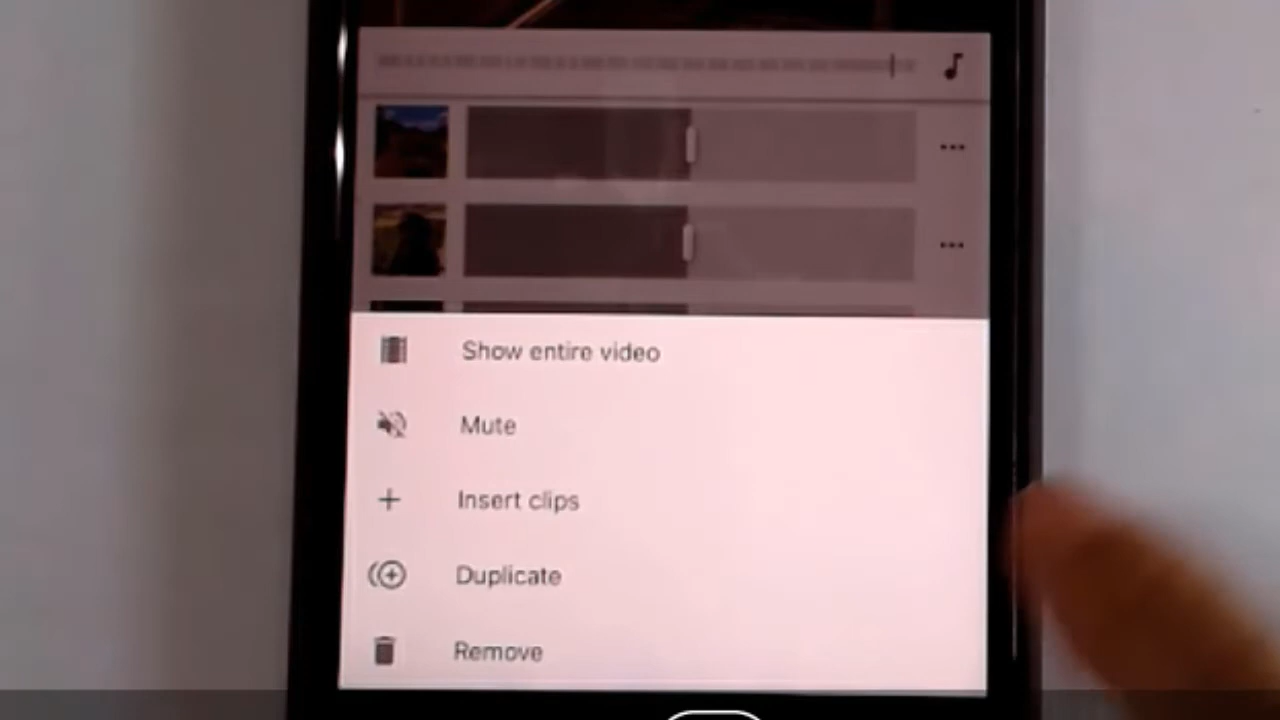 Show entire video
Mute
Insert clips
Duplicate
Remove